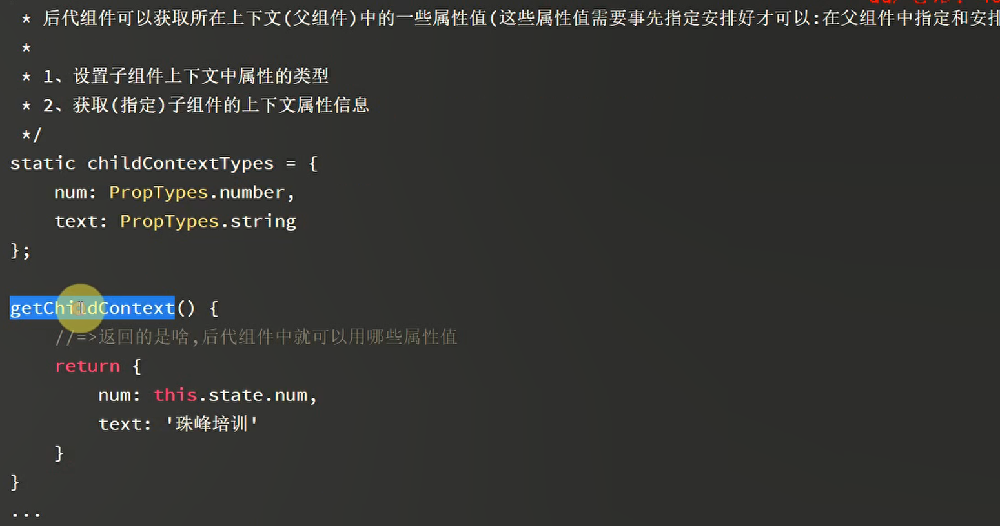 * 后代组件可以获取所在上下文(父组件)中的一些属性值(这些属性值需要事先指定安排好才可以:在父组件中指定和安排
*
* 1、设置子组件上下文中属性的类型
* 2、获取(指定)子组件的上下文属性信息
*/
static childContextTypes = {
num: PropTypes.number,
text: PropTypes.string
};
getChildContext() {
//=>返回的是啥,后代组件中就可以用哪些属性值
return {
num: this.state.num,
text: '珠峰培训'
}
}
...